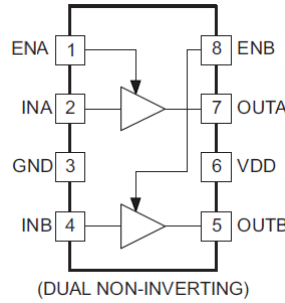 ENA 1 8 ENB
INA 2 7 OUTA
GND 3 6 VDD
INB 4 5 OUTB
(DUAL NON-INVERTING)